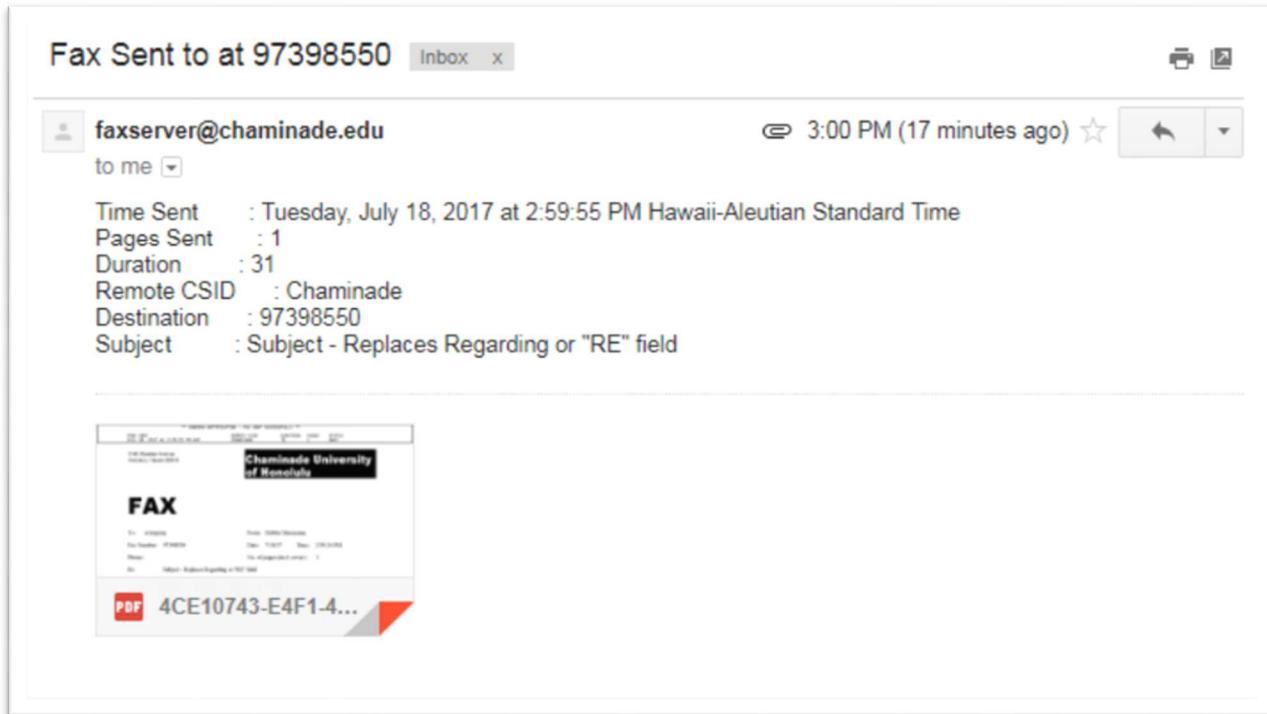 Fax Sent to at 97398550 Inbox x
faxserver@chaminade.edu 3:00 PM (17 minutes ago)
to me
Time Sent : Tuesday, July 18, 2017 at 2:59:55 PM Hawaii-Aleutian Standard Time
Pages Sent : 1
Duration : 31
Remote CSID : Chaminade
Destination : 97398550
Subject : Subject - Replaces Regarding or "RE" field
Chaminade University
of Honolulu
FAX
PDF 4CE10743-E4F1-4...